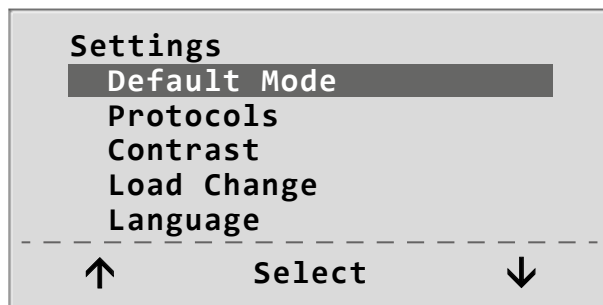 Settings
Default Mode
Protocols
Contrast
Load Change
Language
↑ Select ↓